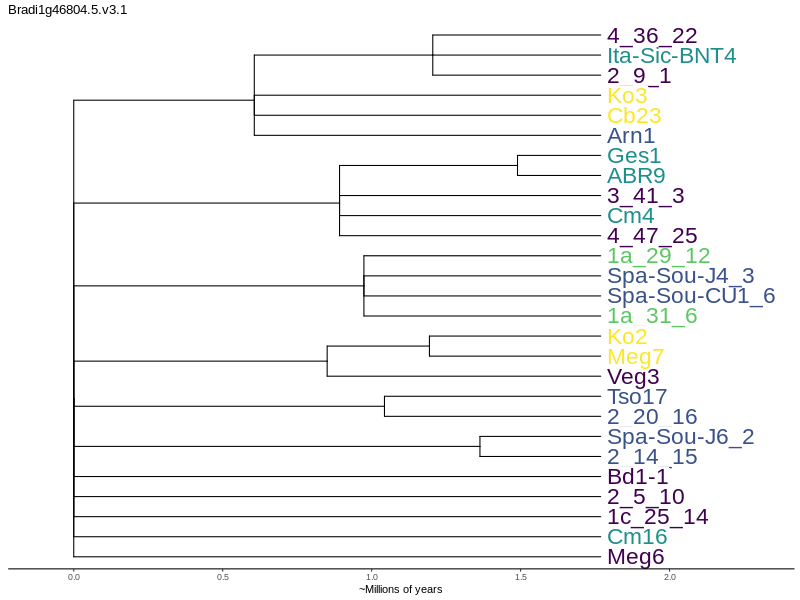 Bradi1g46804.5.v3.1
4_36_22
Ita-Sic-BNT4
2_9_1
Ko3
Cb23
Arn1
Ges1
ABR9
3_41_3
Cm4
4_47_25
1a_29_12
Spa-Sou-J4_3
Spa-Sou-CU1_6
1a_31_6
Ko2
Meg7
Veg3
Tso17
2_20_16
Spa-Sou-J6_2
2_14_15
Bd1-1
2_5_10
1c_25_14
Cm16
Meg6
0.0 0.5 1.0 1.5 2.0
~Millions of years